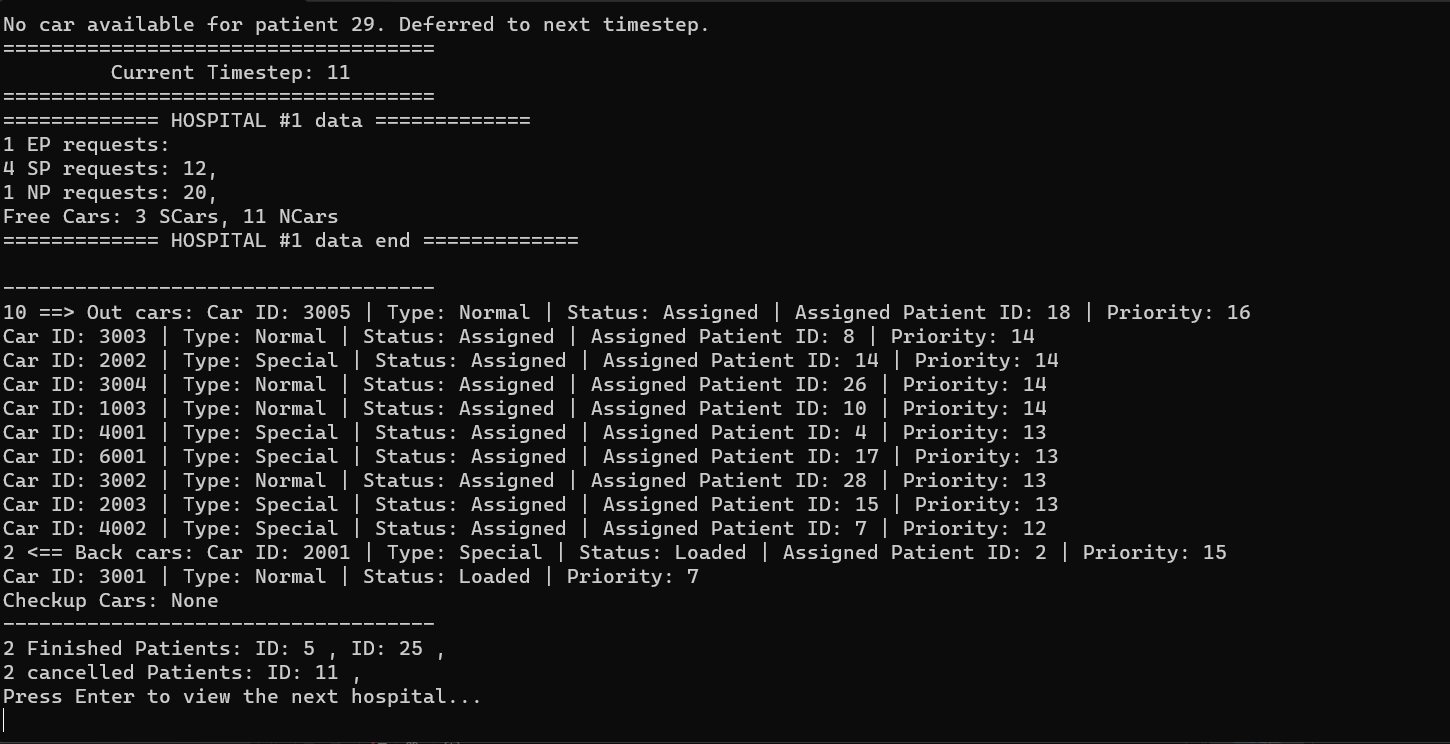 No car available for patient 29. Deferred to next timestep.
====================================
Current Timestep: 11
====================================
============= HOSPITAL #1 data =============
1 EP requests:
4 SP requests: 12,
1 NP requests: 20,
Free Cars: 3 SCars, 11 NCars
============= HOSPITAL #1 data end =============
------------------------------------
10 ==> Out cars: Car ID: 3005 | Type: Normal | Status: Assigned | Assigned Patient ID: 18 | Priority: 16
Car ID: 3003 | Type: Normal | Status: Assigned | Assigned Patient ID: 8 | Priority: 14
Car ID: 2002 | Type: Special | Status: Assigned | Assigned Patient ID: 14 | Priority: 14
Car ID: 3004 | Type: Normal | Status: Assigned | Assigned Patient ID: 26 | Priority: 14
Car ID: 1003 | Type: Normal | Status: Assigned | Assigned Patient ID: 10 | Priority: 14
Car ID: 4001 | Type: Special | Status: Assigned | Assigned Patient ID: 4 | Priority: 13
Car ID: 6001 | Type: Special | Status: Assigned | Assigned Patient ID: 17 | Priority: 13
Car ID: 3002 | Type: Normal | Status: Assigned | Assigned Patient ID: 28 | Priority: 13
Car ID: 2003 | Type: Special | Status: Assigned | Assigned Patient ID: 15 | Priority: 13
Car ID: 4002 | Type: Special | Status: Assigned | Assigned Patient ID: 7 | Priority: 12
2 <== Back cars: Car ID: 2001 | Type: Special | Status: Loaded | Assigned Patient ID: 2 | Priority: 15
Car ID: 3001 | Type: Normal | Status: Loaded | Priority: 7
Checkup Cars: None
------------------------------------
2 Finished Patients: ID: 5 , ID: 25 ,
2 cancelled Patients: ID: 11 ,
Press Enter to view the next hospital...